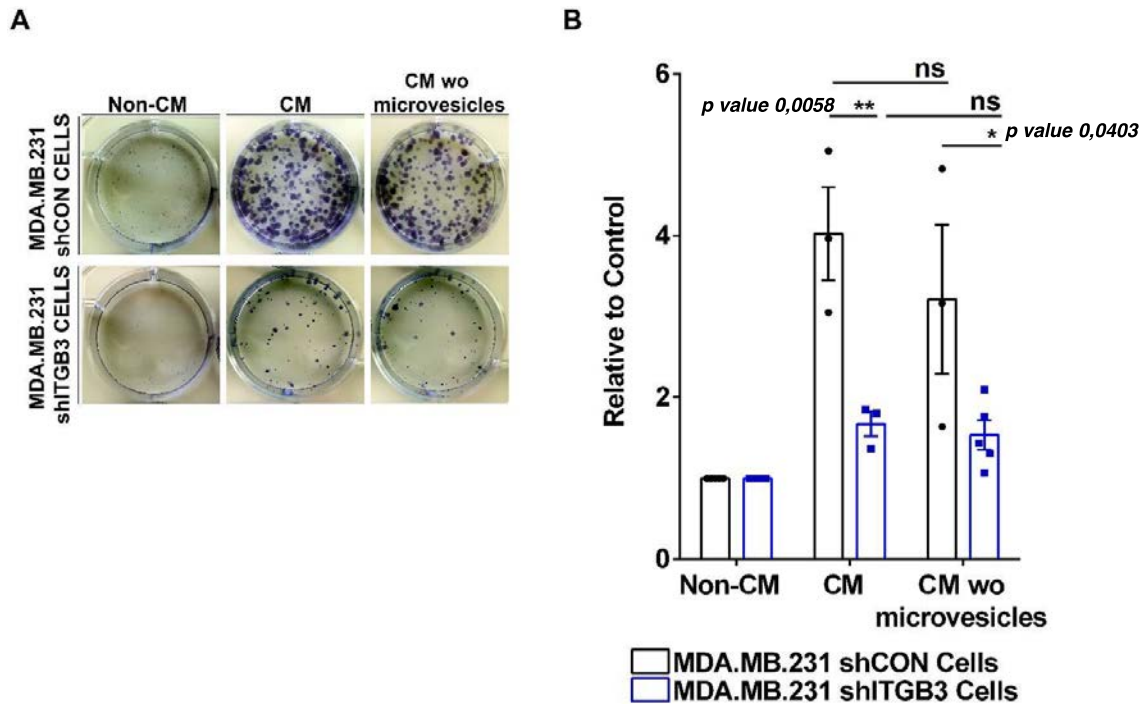 A
Non-CM
CM
CM wo
microvesicles
MDA.MB.231
shCON CELLS
MDA.MB.231
shITGB3 CELLS
B
Relative to Control
6
4
2
0
ns
p value 0,0058
**
ns
*
p value 0,0403
Non-CM
CM
CM wo
microvesicles
MDA.MB.231 shCON Cells
MDA.MB.231 shITGB3 Cells